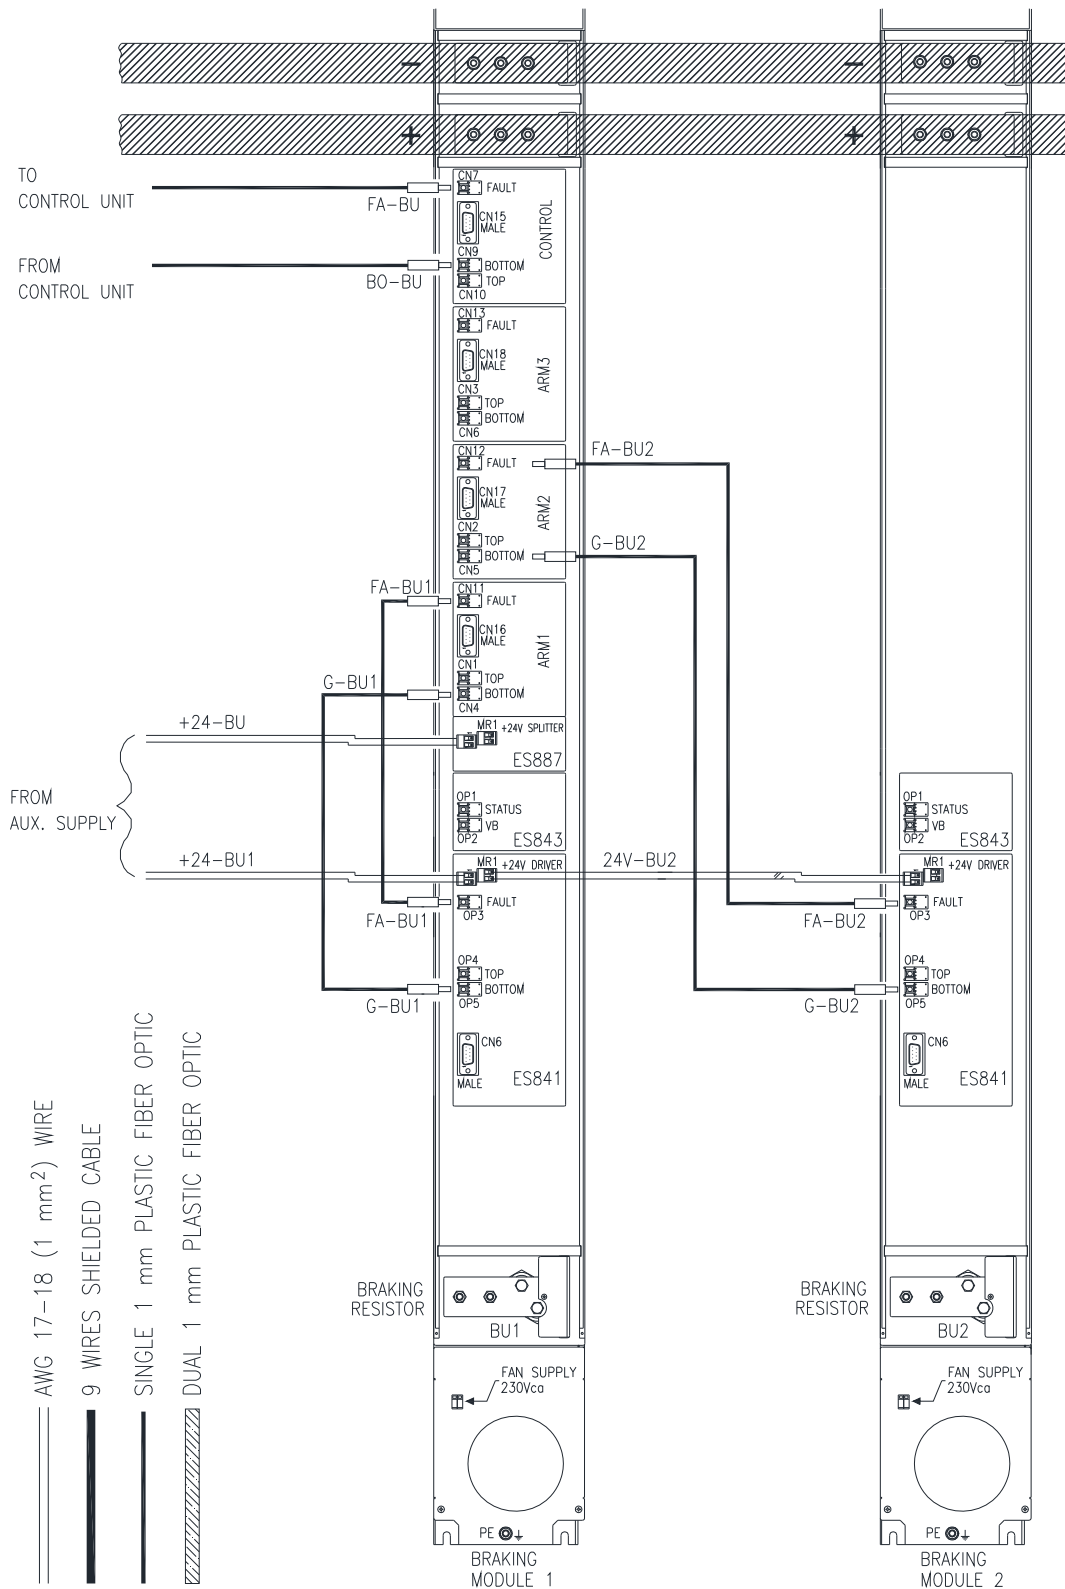 −
−
+
+
TO
CONTROL UNIT
FA-BU
CN7
FAULT
CN15
MALE
CONTROL
FROM
CONTROL UNIT
BO-BU
CN9
BOTTOM
TOP
CN10
CN13
FAULT
CN18
MALE
ARM3
CN3
TOP
BOTTOM
CN6
CN12
FAULT
FA-BU2
CN17
MALE
ARM2
CN2
TOP
BOTTOM
G-BU2
CN5
FA-BU1
CN11
FAULT
CN16
MALE
ARM1
CN1
TOP
G-BU1
BOTTOM
CN4
+24-BU
MR1 +24V SPLITTER
ES887
FROM
AUX. SUPPLY
OP1
STATUS
VB
OP2
ES843
OP1
STATUS
VB
OP2
ES843
+24-BU1
MR1 +24V DRIVER
24V-BU2
MR1 +24V DRIVER
FAULT
FA-BU1
OP3
FAULT
FA-BU2
OP3
OP4
TOP
BOTTOM
G-BU1
OP5
OP4
TOP
BOTTOM
G-BU2
OP5
CN6
MALE
ES841
CN6
MALE
ES841
AWG 17-18 (1 mm²) WIRE
9 WIRES SHIELDED CABLE
SINGLE 1 mm PLASTIC FIBER OPTIC
DUAL 1 mm PLASTIC FIBER OPTIC
BRAKING
RESISTOR
BU1
BRAKING
RESISTOR
BU2
FAN SUPPLY
230Vca
FAN SUPPLY
230Vca
PE
PE
BRAKING
MODULE 1
BRAKING
MODULE 2